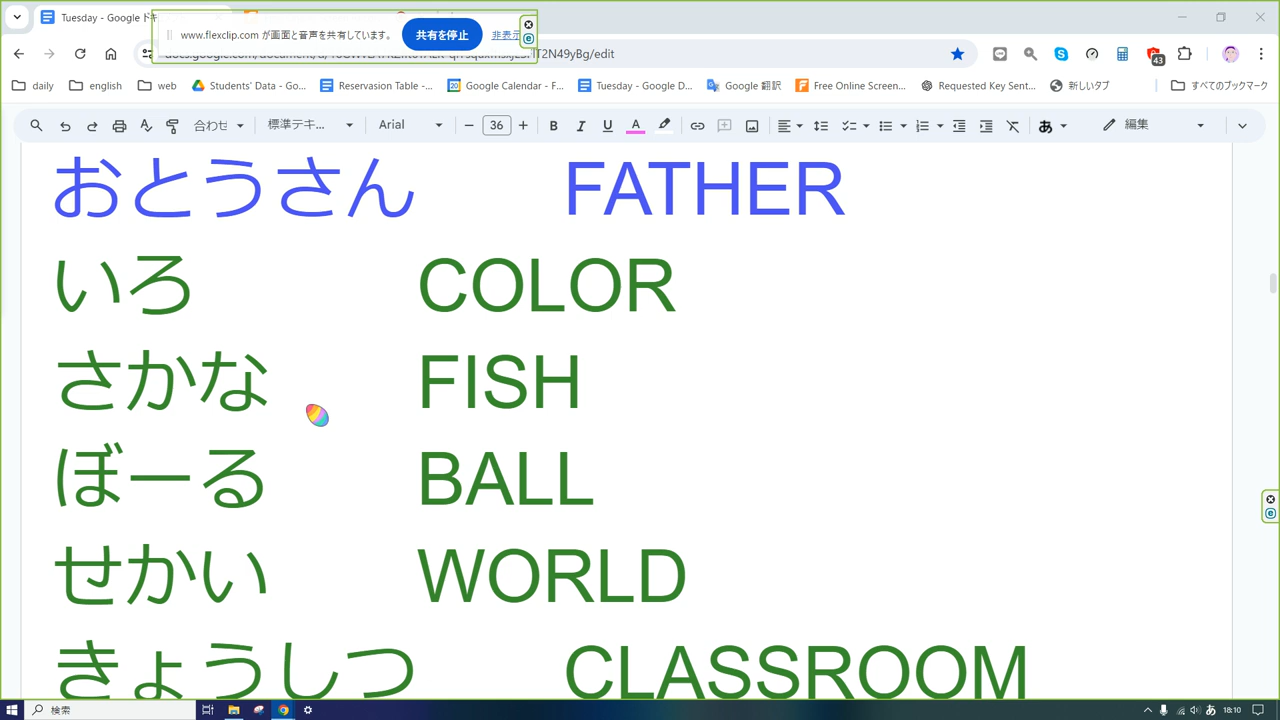 Tuesday - Google ドキ
www.flexclip.com が画面と音声を共有しています。 共有を停止 非表示
daily english web Students' Data - Go... Reservation Table -... Google Calendar - F... Tuesday - Google D... Google 翻訳 Free Online Screen... Requested Key Sent... 新しいタブ すべてのブックマーク
合わせ 標準テキ... Arial 36 B I U A あ 編集
おとうさん FATHER
いろ COLOR
さかな FISH
ぼーる BALL
せかい WORLD
きょうしつ CLASSROOM
検索 あ 18:10